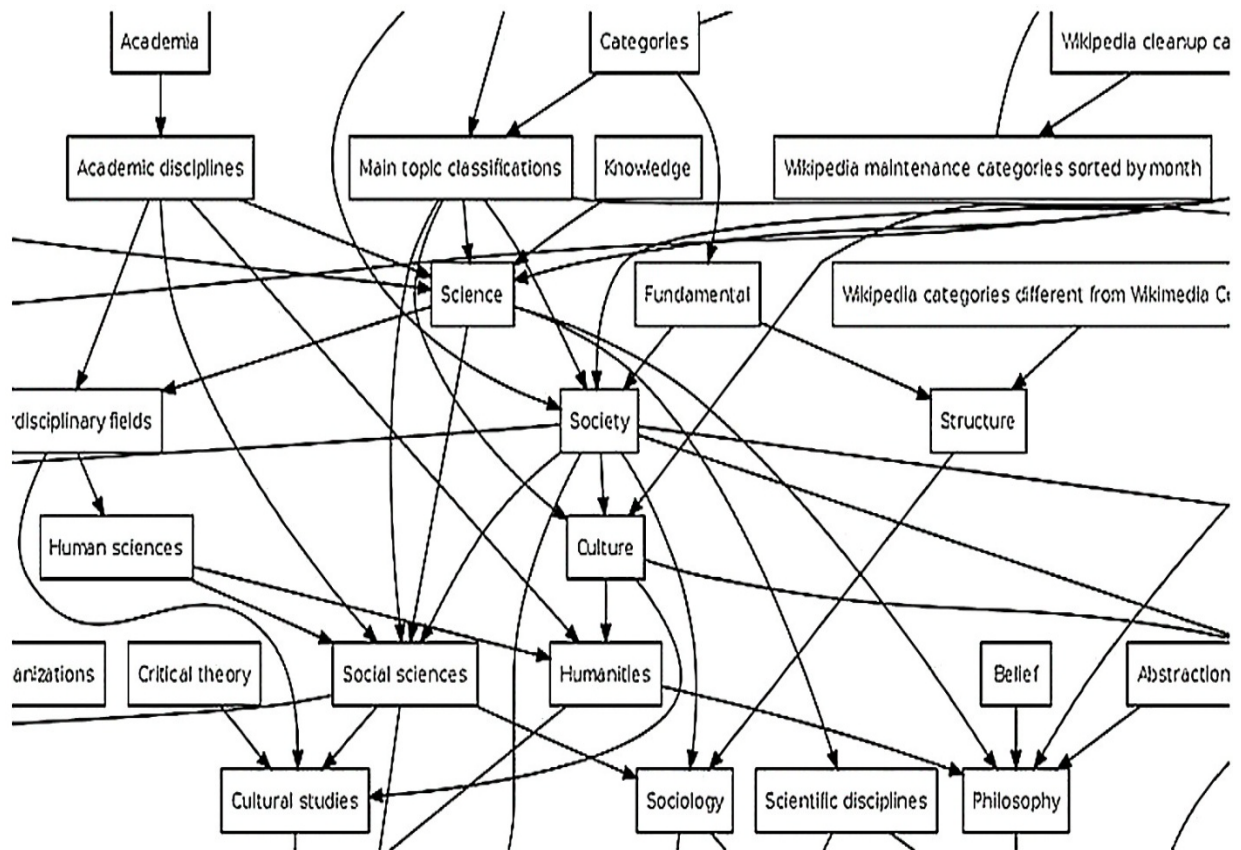 Academia
Categories
Wikipedia cleanup ca
Academic disciplines
Main topic classifications
Knowledge
Wikipedia maintenance categories sorted by month
Science
Fundamental
Wikipedia categories different from Wikimedia C
rdisciplinary fields
Society
Structure
Human sciences
Culture
anizations
Critical theory
Social sciences
Humanities
Belief
Abstraction
Cultural studies
Sociology
Scientific disciplines
Philosophy